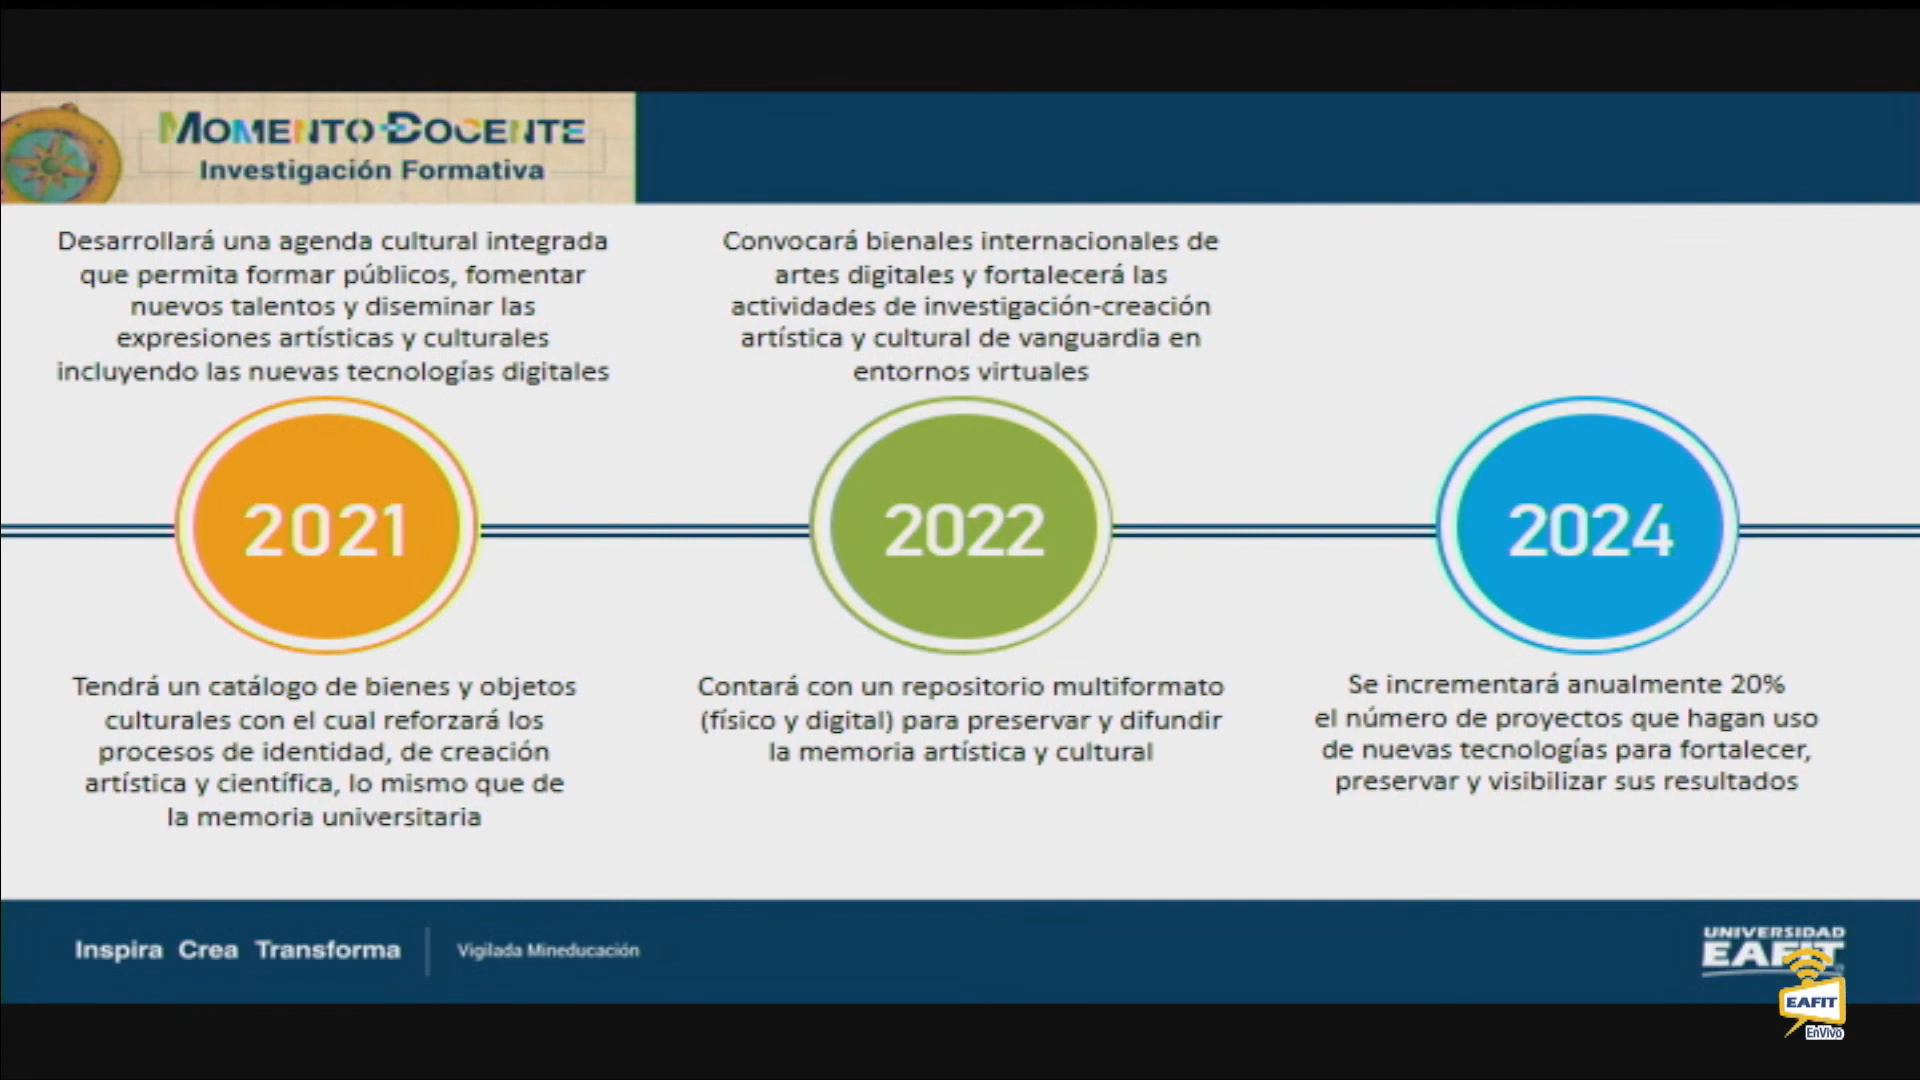 MOMENTO DOCENTE
Investigación Formativa
Desarrollará una agenda cultural integrada
que permita formar públicos, fomentar
nuevos talentos y diseminar las
expresiones artísticas y culturales
incluyendo las nuevas tecnologías digitales
Convocará bienales internacionales de
artes digitales y fortalecerá las
actividades de investigación-creación
artística y cultural de vanguardia en
entornos virtuales
2021
2022
2024
Tendrá un catálogo de bienes y objetos
culturales con el cual reforzará los
procesos de identidad, de creación
artística y científica, lo mismo que de
la memoria universitaria
Contará con un repositorio multiformato
(físico y digital) para preservar y difundir
la memoria artística y cultural
Se incrementará anualmente 20%
el número de proyectos que hagan uso
de nuevas tecnologías para fortalecer,
preservar y visibilizar sus resultados
Inspira Crea Transforma
Vigilada Mineducación
UNIVERSIDAD
EAFIT
EAFIT
EnVivo